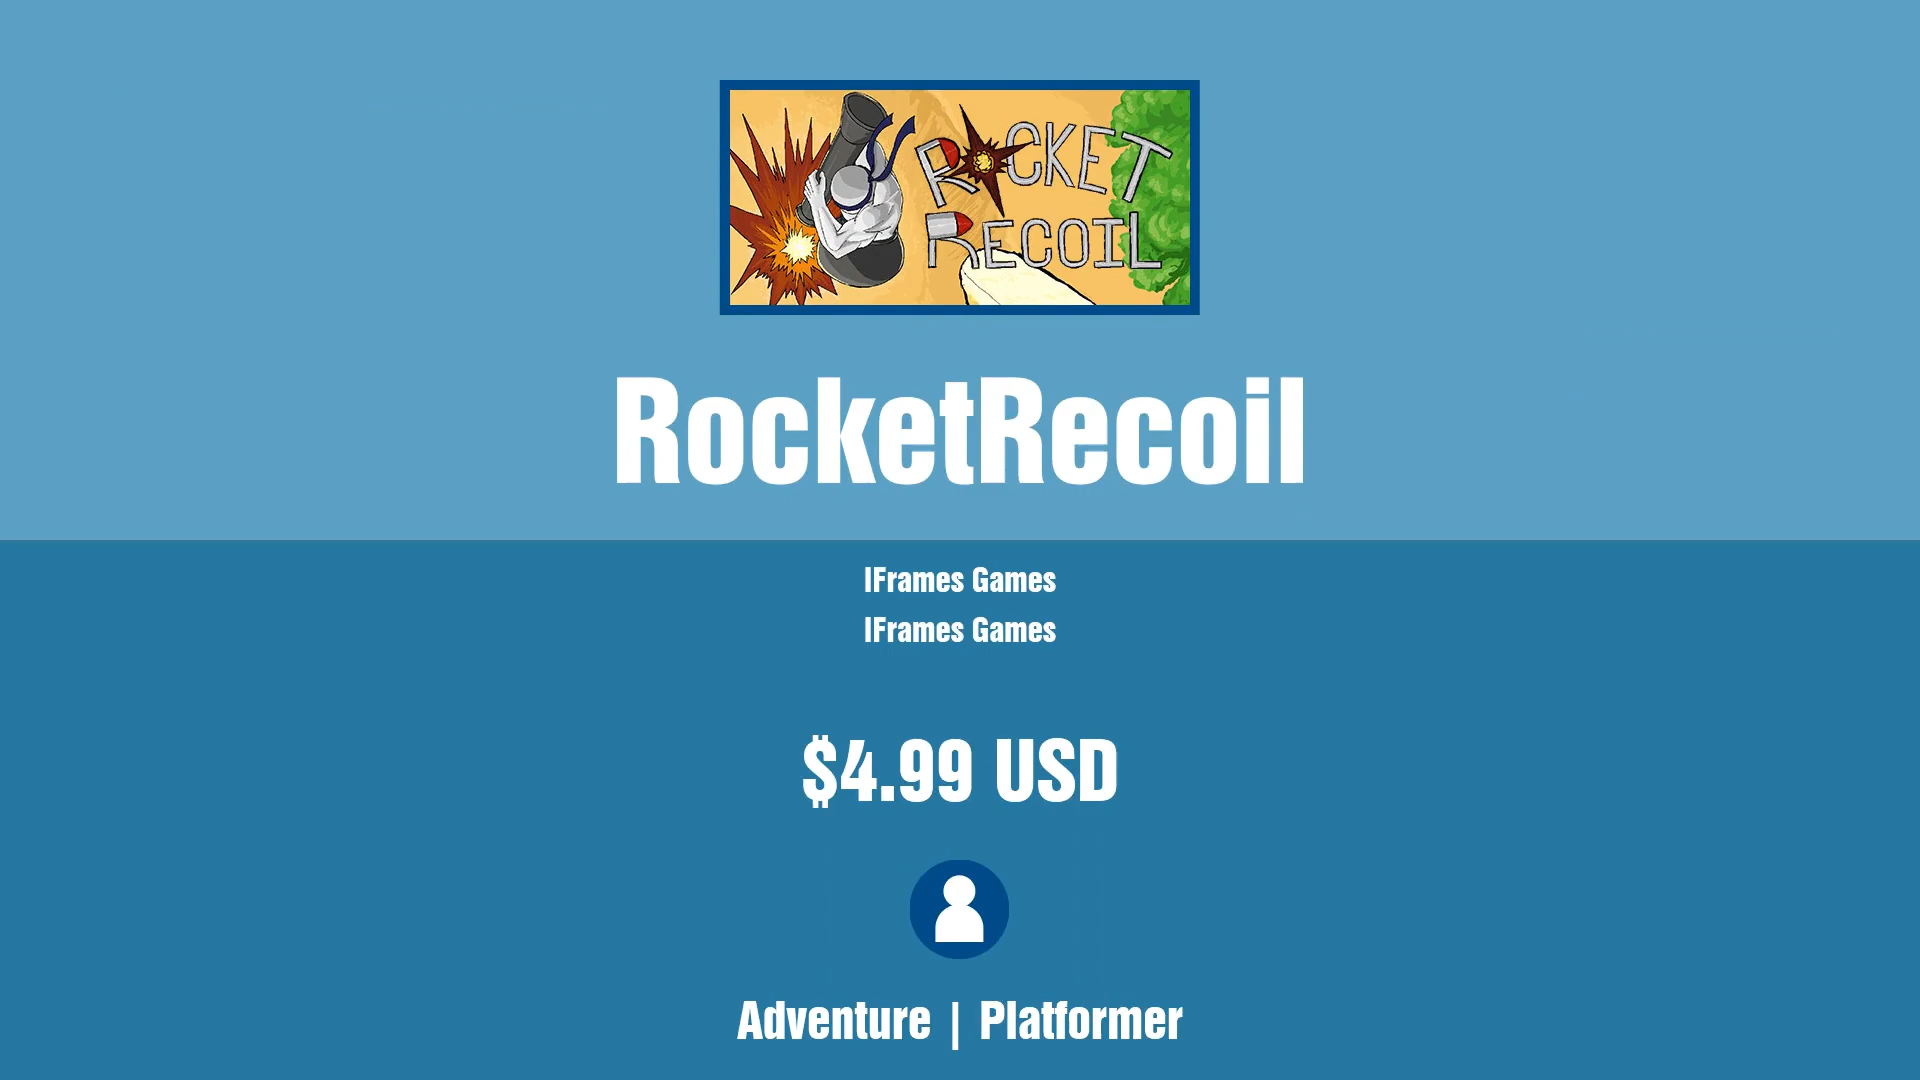 ROCKET
RECOIL
RocketRecoil
IFrames Games
IFrames Games
$4.99 USD
Adventure | Platformer